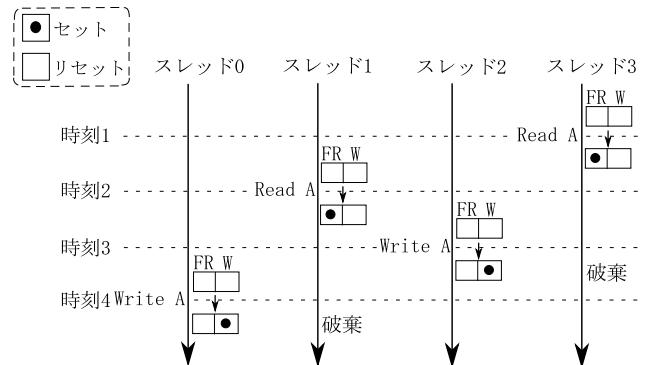 セット
リセット
スレッド0 スレッド1 スレッド2 スレッド3
FR W
時刻1 Read A
FR W
時刻2 Read A
FR W
時刻3 Write A
FR W 破棄
時刻4 Write A
破棄